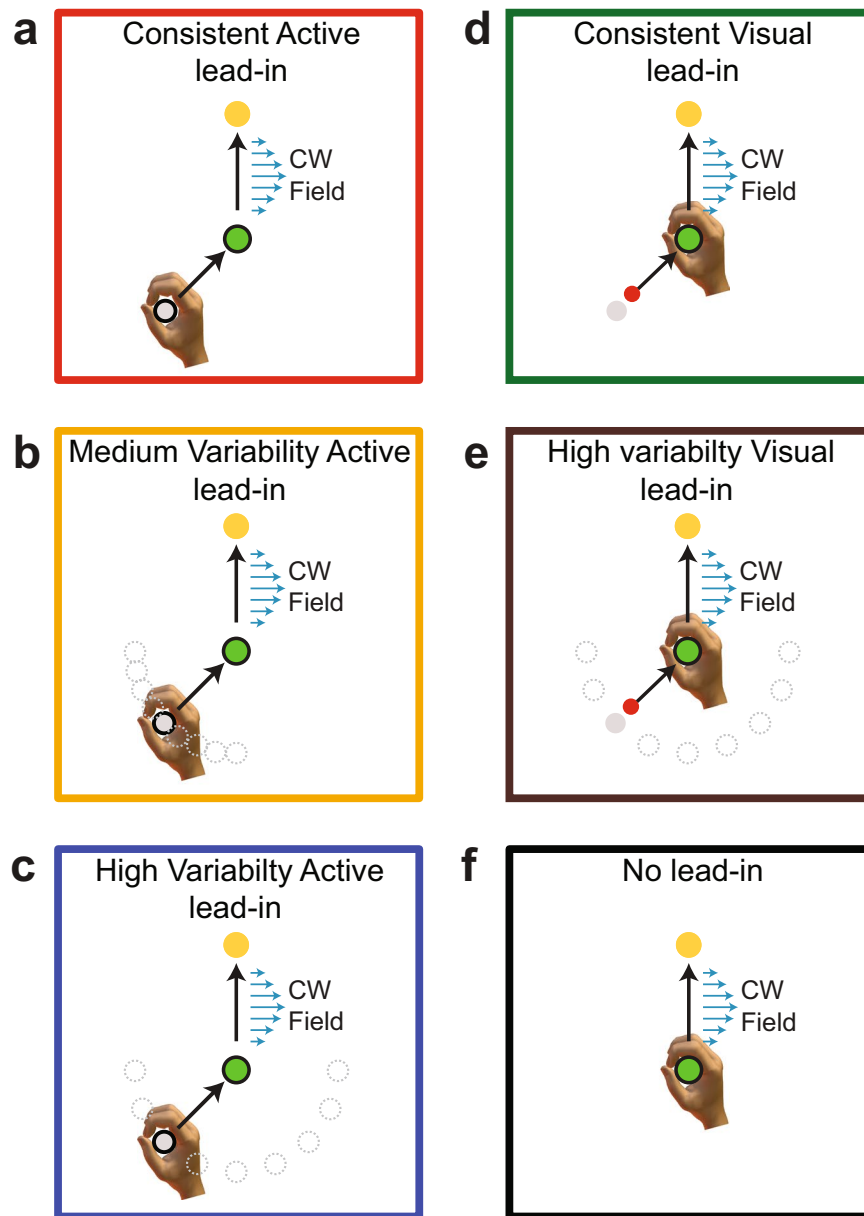 a
Consistent Active
lead-in
CW
Field
b
Medium Variability Active
lead-in
CW
Field
c
High Variabilty Active
lead-in
CW
Field
d
Consistent Visual
lead-in
CW
Field
e
High variabilty Visual
lead-in
CW
Field
f
No lead-in
CW
Field